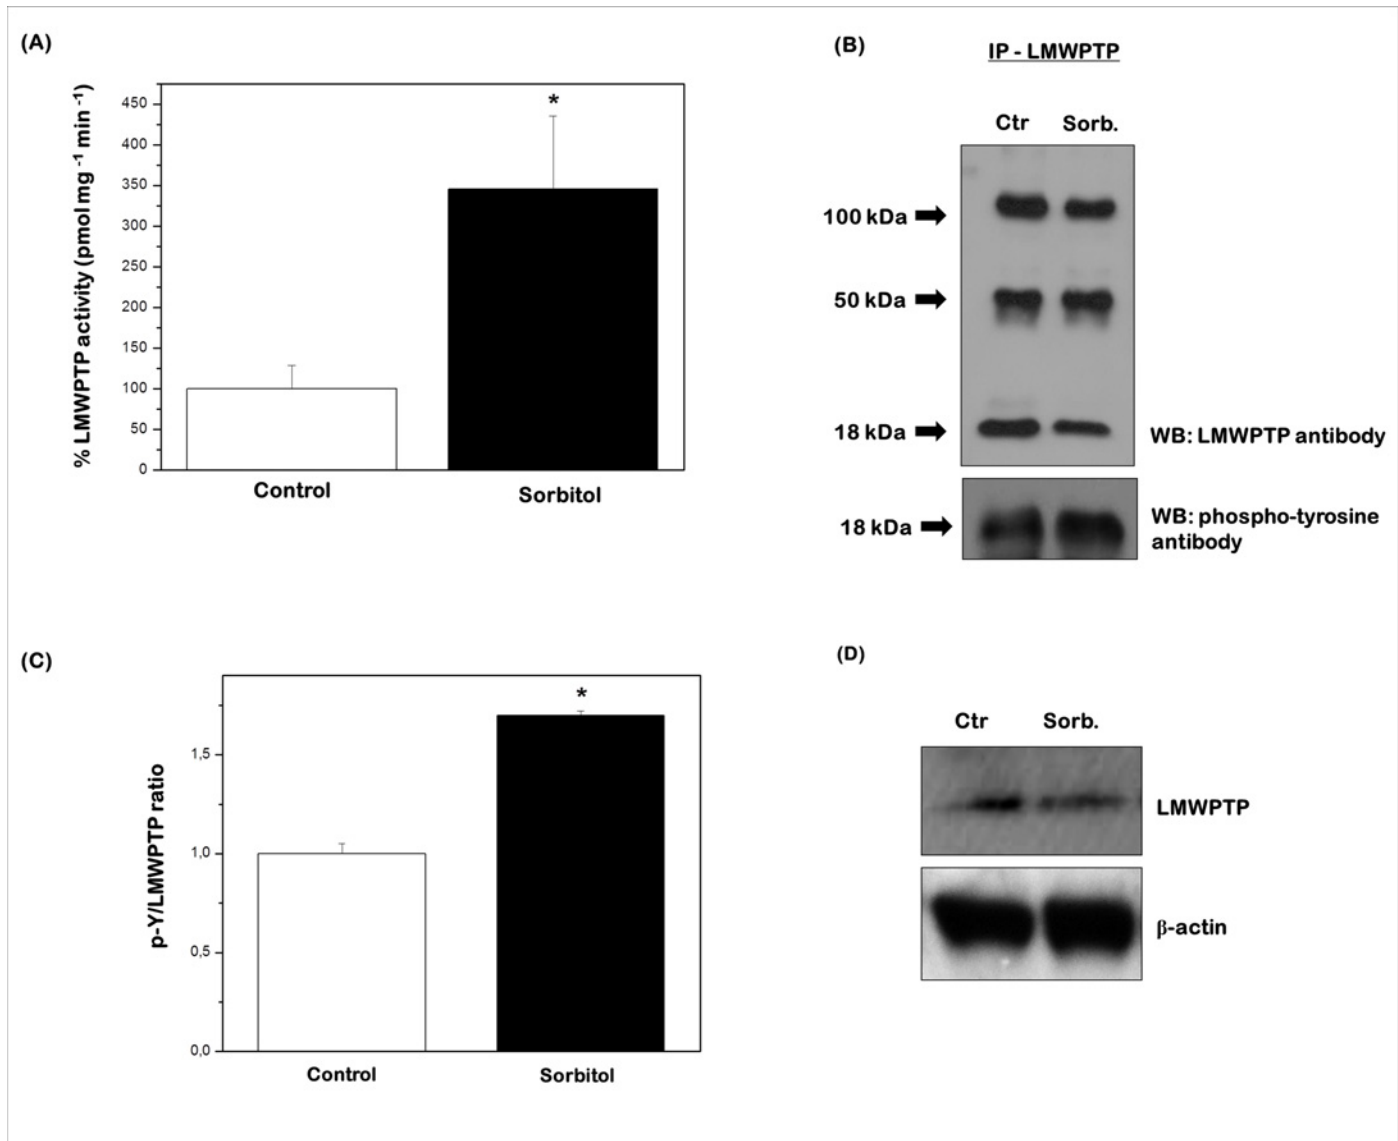 (A)
% LMWPTP activity (pmol mg -1 min -1)
450
400
350
300
250
200
150
100
50
0
*
Control
Sorbitol
(B)
IP - LMWPTP
Ctr Sorb.
100 kDa
50 kDa
18 kDa
WB: LMWPTP antibody
18 kDa
WB: phospho-tyrosine
antibody
(C)
p-Y/LMWPTP ratio
1,5
1,0
0,5
0,0
*
Control
Sorbitol
(D)
Ctr Sorb.
LMWPTP
β-actin